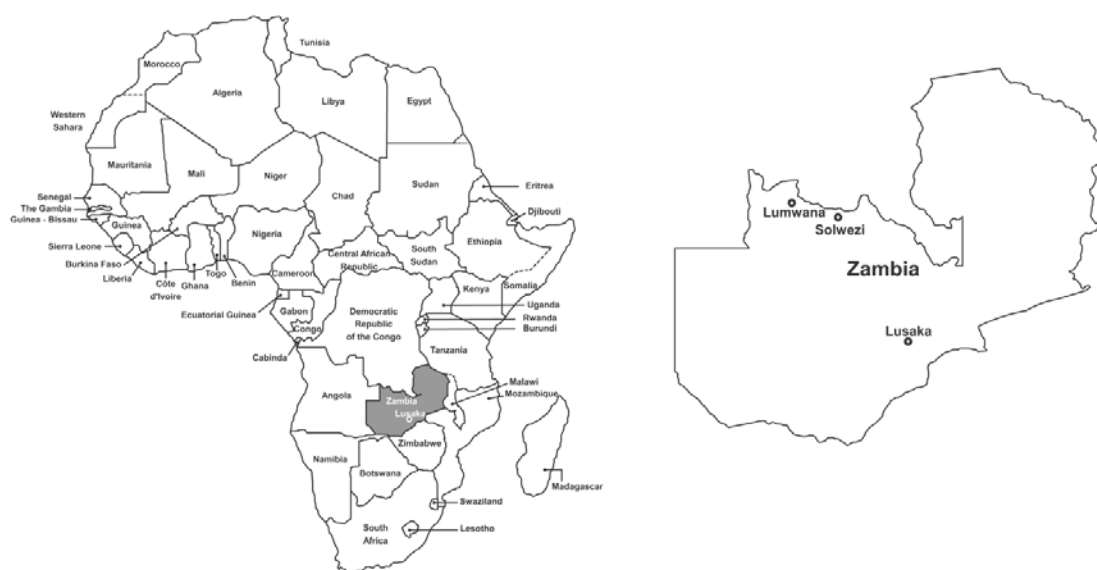 Tunisia
Morocco
Algeria
Libya
Egypt
Western
Sahara
Mauritania
Mali
Niger
Chad
Sudan
Eritrea
Senegal
The Gambia
Guinea - Bissau
Guinea
Djibouti
Nigeria
Sierra Leone
Burkina Faso
Liberia
Côte
d'Ivoire
Ghana
Togo
Benin
Cameroon
Central African
Republic
South
Sudan
Ethiopia
Somalia
Kenya
Uganda
Rwanda
Burundi
Equatorial Guinea
Gabon
Congo
Democratic
Republic
of the Congo
Cabinda
Tanzania
Angola
Zambia
Lusaka
Malawi
Mozambique
Zimbabwe
Namibia
Botswana
Madagascar
Swaziland
South
Africa
Lesotho
Lumwana
Solwezi
Zambia
Lusaka